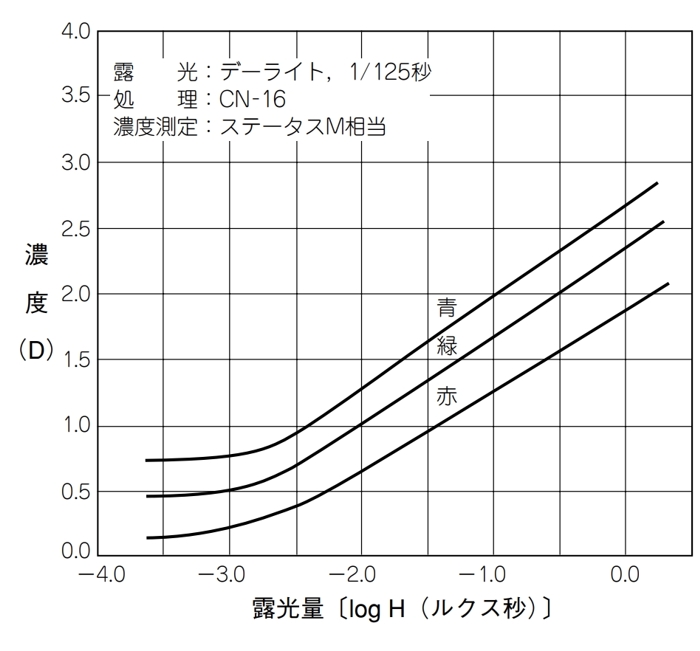 4.0
露　　光：デーライト，1/125秒
3.5
処　　理：CN-16
濃度測定：ステータスM相当
3.0
2.5
濃度（D）
2.0
青
緑
1.5
赤
1.0
0.5
0.0
−4.0 −3.0 −2.0 −1.0 0.0
露光量〔log H（ルクス秒）〕